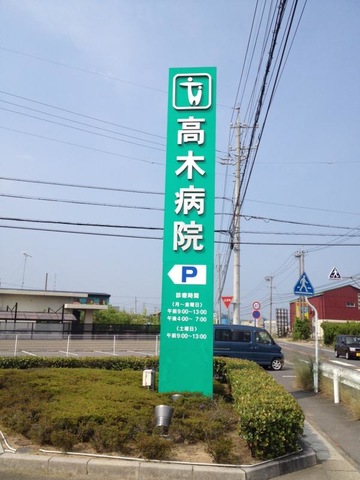 高木病院
P
診療時間
(月〜金曜日)
午前9:00〜13:00
午後4:00〜 7:00
(土曜日)
午前9:00〜13:00